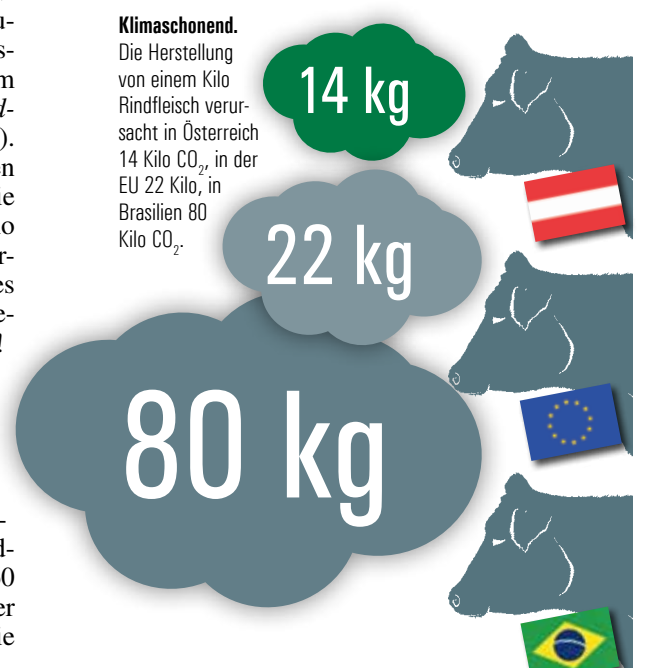 Klimaschonend.
Die Herstellung
von einem Kilo
Rindfleisch verur-
sacht in Österreich
14 Kilo CO₂, in der
EU 22 Kilo, in
Brasilien 80
Kilo CO₂.
14 kg
22 kg
80 kg